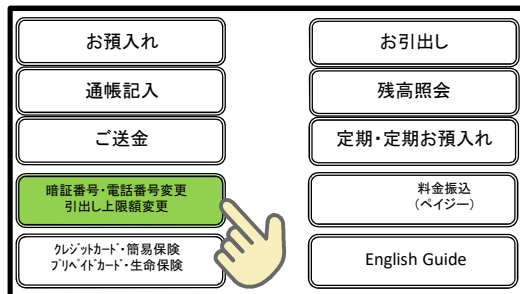 お預入れ
お引出し
通帳記入
残高照会
ご送金
定期・定期お預入れ
暗証番号・電話番号変更
引出し上限額変更
料金振込
(ペイジー)
ｸﾚｼﾞｯﾄｶｰﾄﾞ・簡易保険
ﾌﾟﾘﾍﾟｲﾄﾞｶｰﾄﾞ・生命保険
English Guide